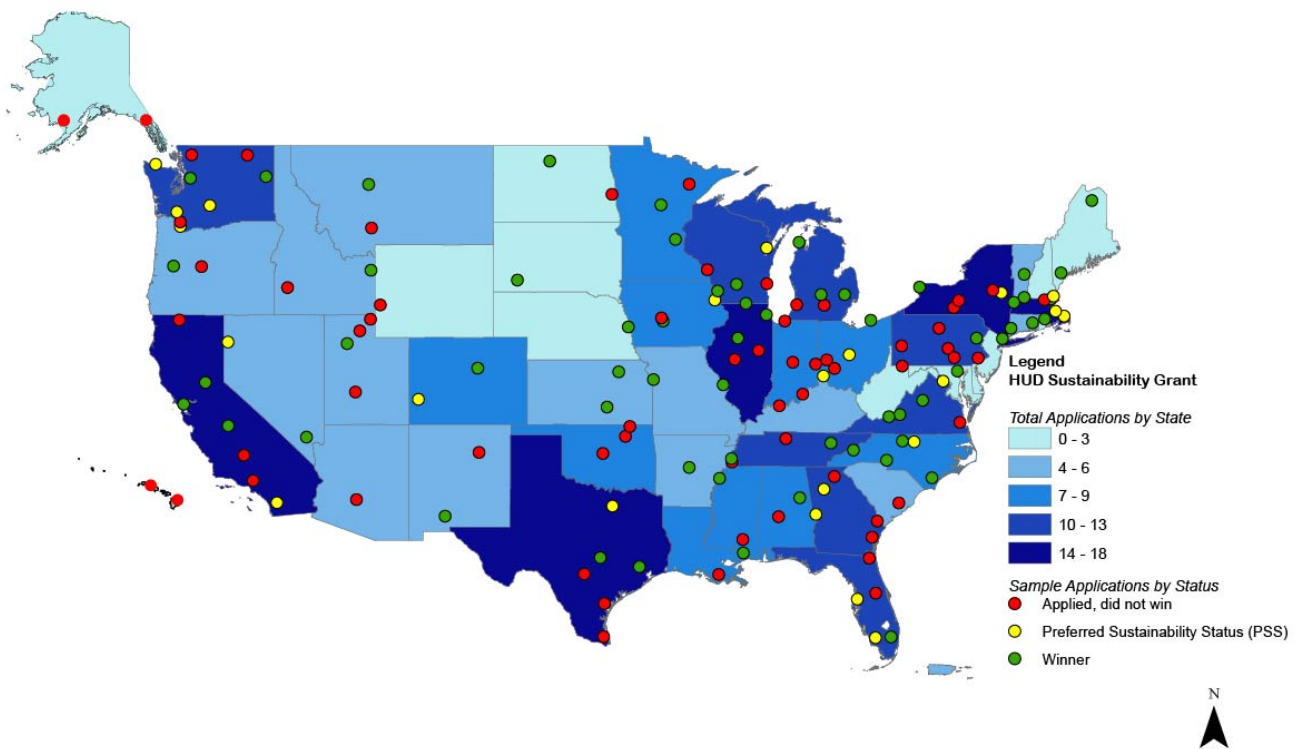 Legend
HUD Sustainability Grant
Total Applications by State
0 - 3
4 - 6
7 - 9
10 - 13
14 - 18
Sample Applications by Status
Applied, did not win
Preferred Sustainability Status (PSS)
Winner
N